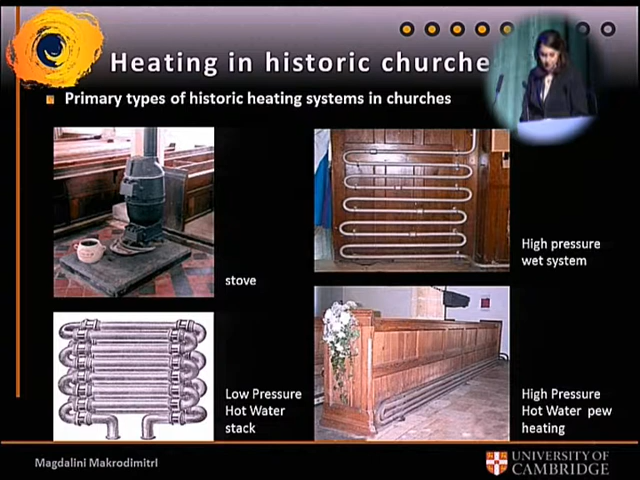 Heating in historic churche
Primary types of historic heating systems in churches
stove
High pressure
wet system
Low Pressure
Hot Water
stack
High Pressure
Hot Water pew
heating
Magdalini Makrodimitri
UNIVERSITY OF
CAMBRIDGE